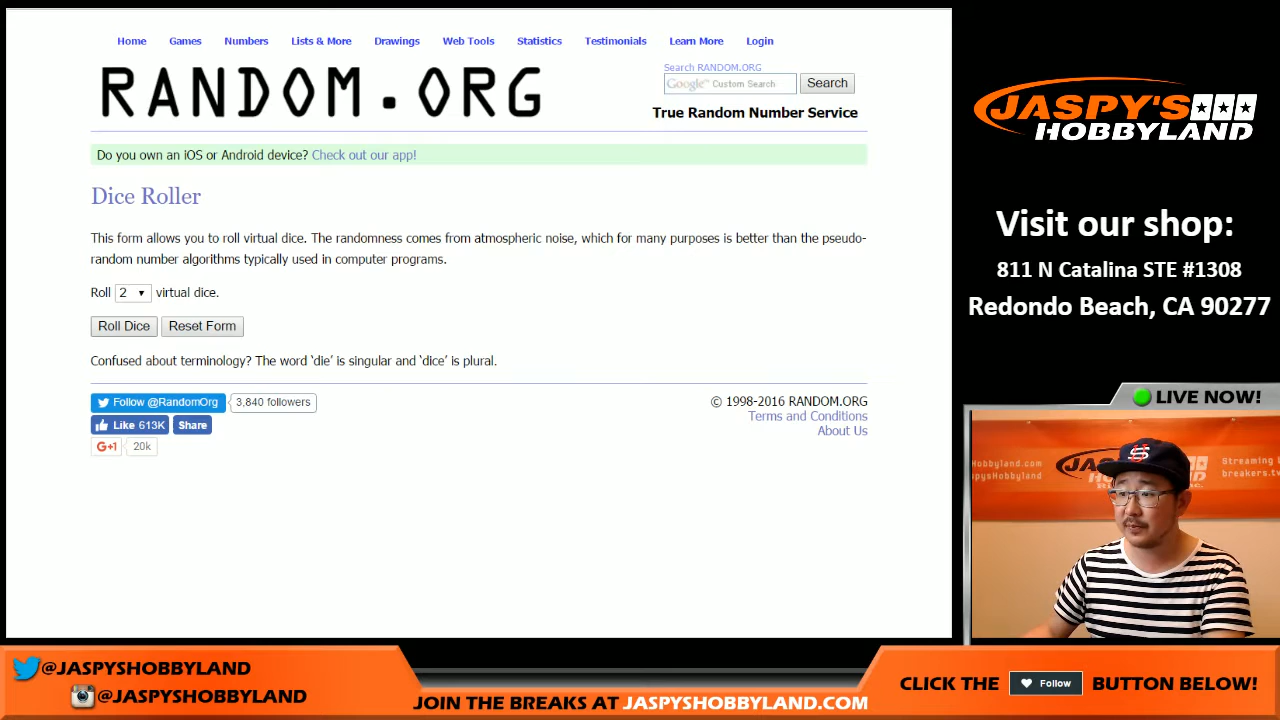 Home Games Numbers Lists & More Drawings Web Tools Statistics Testimonials Learn More Login
RANDOM.ORG
Search RANDOM.ORG
Google™ Custom Search Search
True Random Number Service
Do you own an iOS or Android device? Check out our app!
Dice Roller
This form allows you to roll virtual dice. The randomness comes from atmospheric noise, which for many purposes is better than the pseudo-
random number algorithms typically used in computer programs.
Roll 2 virtual dice.
Roll Dice Reset Form
Confused about terminology? The word ‘die’ is singular and ‘dice’ is plural.
Follow @RandomOrg 3,840 followers
Like 613K Share
G+1 20k
© 1998-2016 RANDOM.ORG
Terms and Conditions
About Us
JASPY'S
HOBBYLAND
Visit our shop:
811 N Catalina STE #1308
Redondo Beach, CA 90277
LIVE NOW!
Hobbyland.com
spysHobbyland
Streaming
breakers.tv
@JASPYSHOBBYLAND
@JASPYSHOBBYLAND
JOIN THE BREAKS AT JASPYSHOBBYLAND.COM
CLICK THE Follow BUTTON BELOW!